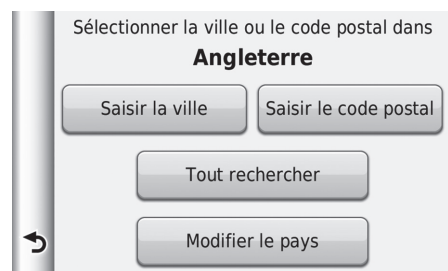 Sélectionner la ville ou le code postal dans
Angleterre
Saisir la ville
Saisir le code postal
Tout rechercher
Modifier le pays